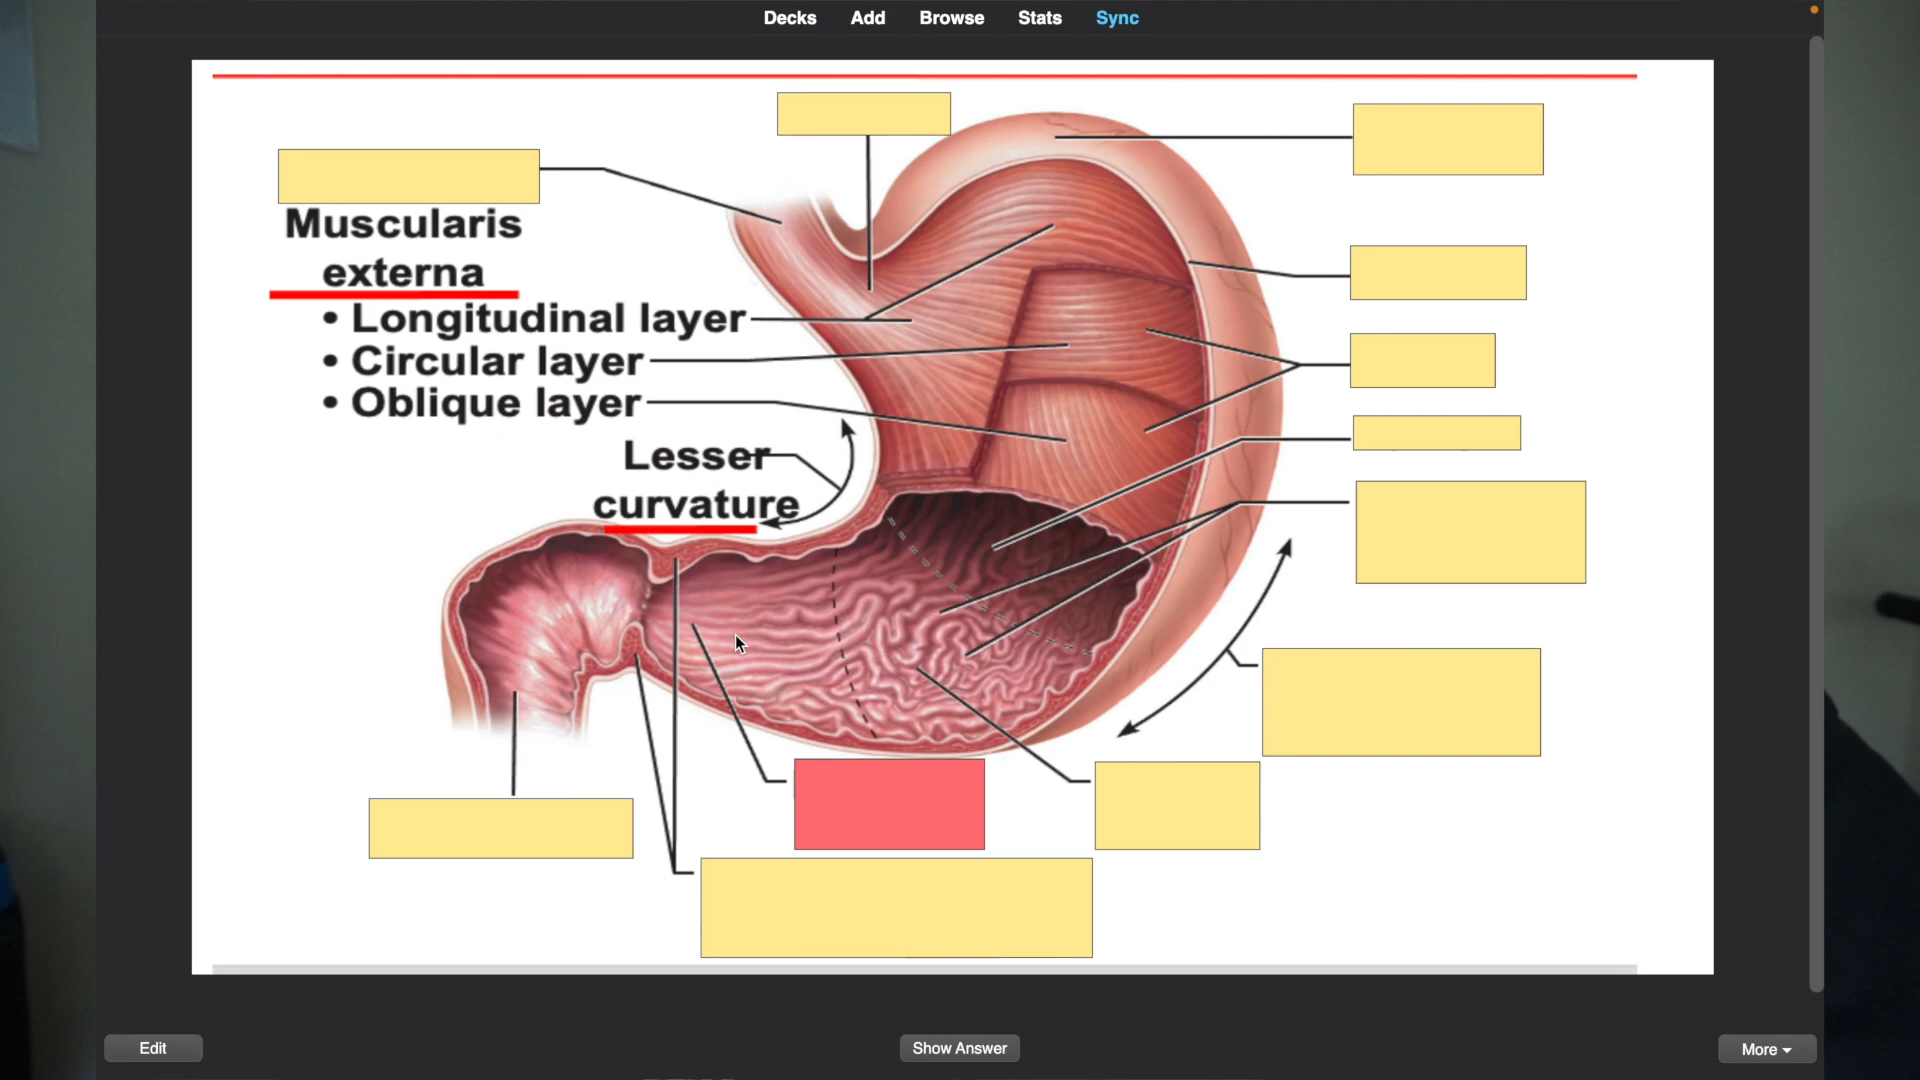 Decks Add Browse Stats Sync
Muscularis
externa
• Longitudinal layer
• Circular layer
• Oblique layer
Lesser
curvature
Edit
Show Answer
More